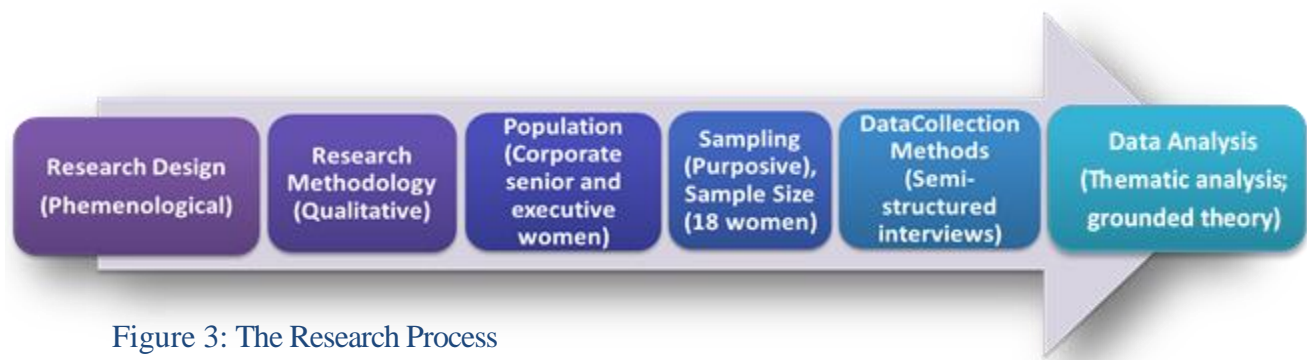 Research Design
(Phemenological)
Research
Methodology
(Qualitative)
Population
(Corporate
senior and
executive
women)
Sampling
(Purposive),
Sample Size
(18 women)
DataCollection
Methods
(Semi-
structured
interviews)
Data Analysis
(Thematic analysis;
grounded theory)
Figure 3: The Research Process